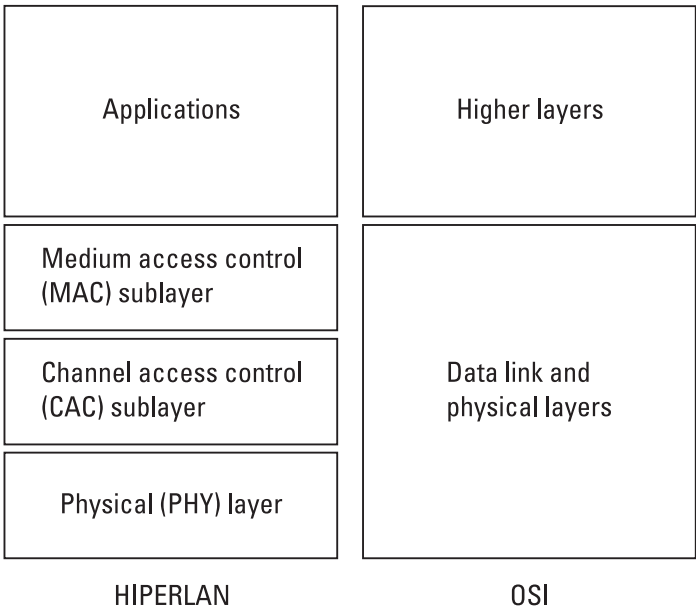 Applications
Higher layers
Medium access control
(MAC) sublayer
Channel access control
(CAC) sublayer
Data link and
physical layers
Physical (PHY) layer
HIPERLAN
OSI